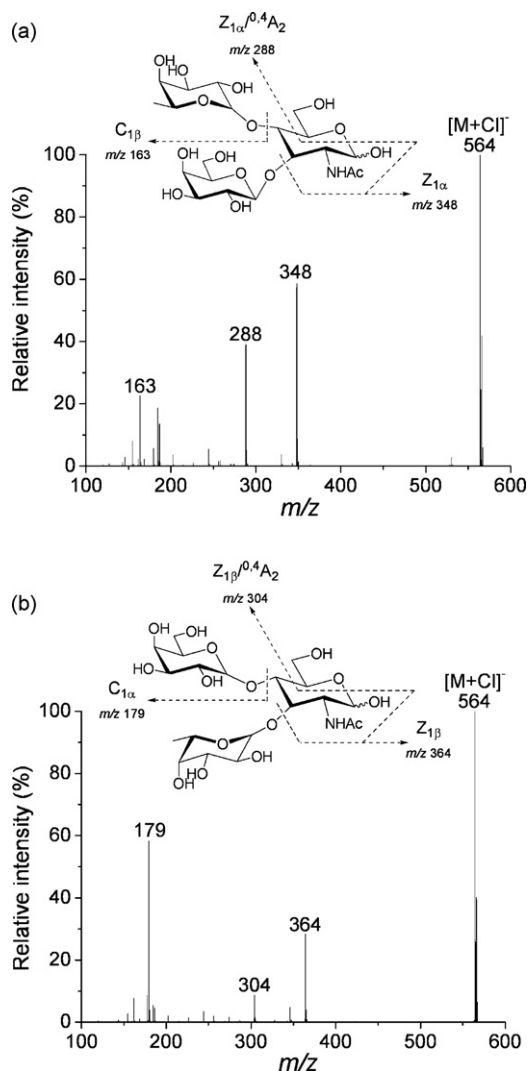 (a)
Z₁α/⁰,⁴A₂
m/z 288
OH
HO OH
O HO
O O
C₁β OH
m/z 163
OH OH O NHAc
O O
HO OH
Z₁α
m/z 348
[M+Cl]⁻
564
348
288
163
Relative intensity (%)
100
80
60
40
20
0
100 200 300 400 500 600
m/z
(b)
Z₁β/⁰,⁴A₂
m/z 304
OH OH
O HO
HO OH O O
C₁α OH
m/z 179
O NHAc
O O
OH
HO
OH
Z₁β
m/z 364
[M+Cl]⁻
564
179
364
304
Relative intensity (%)
100
80
60
40
20
0
100 200 300 400 500 600
m/z